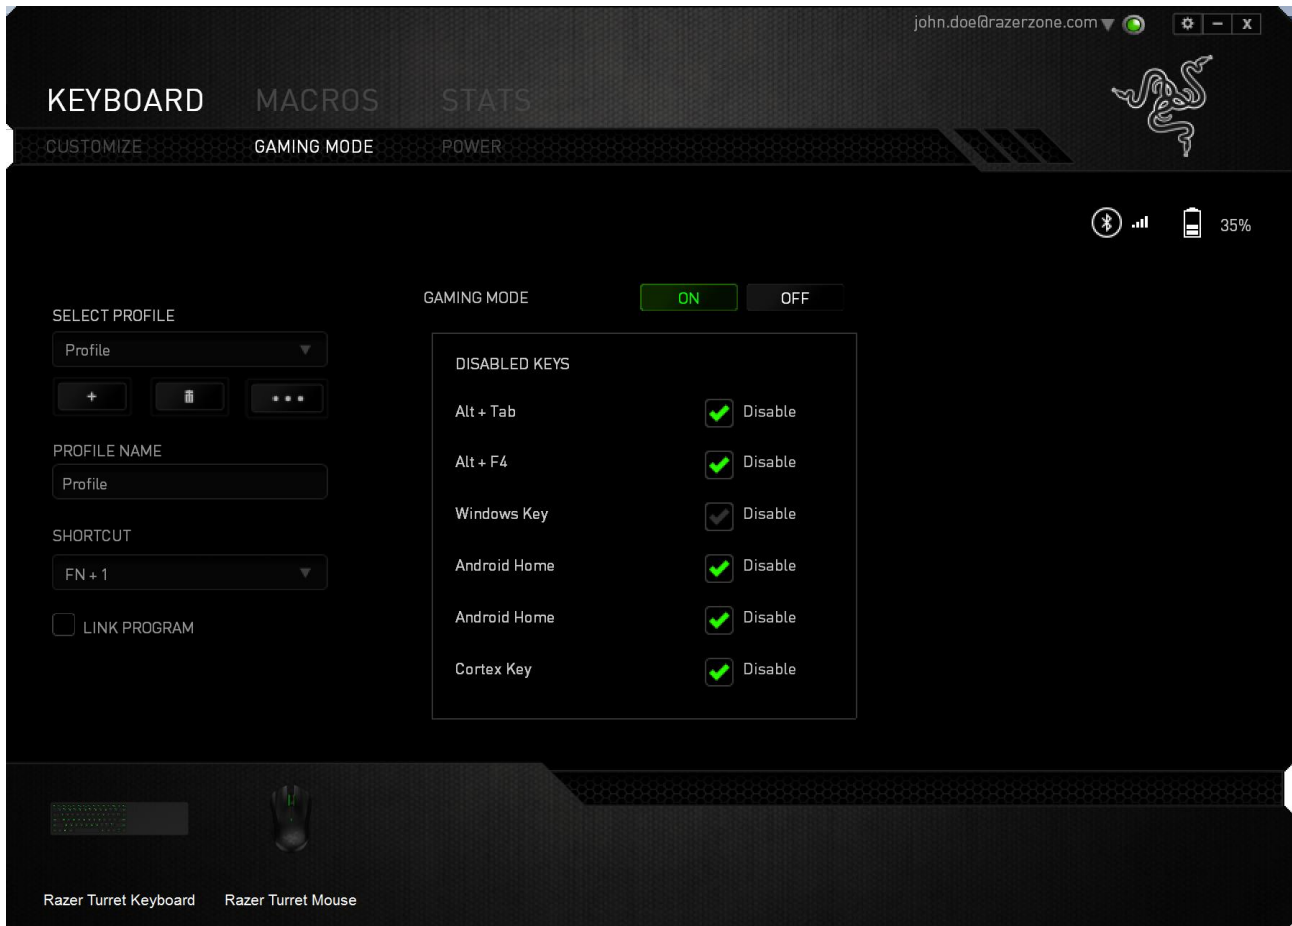 john.doe@razerzone.com
X
KEYBOARD MACROS STATS
CUSTOMIZE GAMING MODE POWER
35%
SELECT PROFILE
Profile
PROFILE NAME
Profile
SHORTCUT
FN + 1
LINK PROGRAM
GAMING MODE ON OFF
DISABLED KEYS
Alt + Tab Disable
Alt + F4 Disable
Windows Key Disable
Android Home Disable
Android Home Disable
Cortex Key Disable
Razer Turret Keyboard Razer Turret Mouse